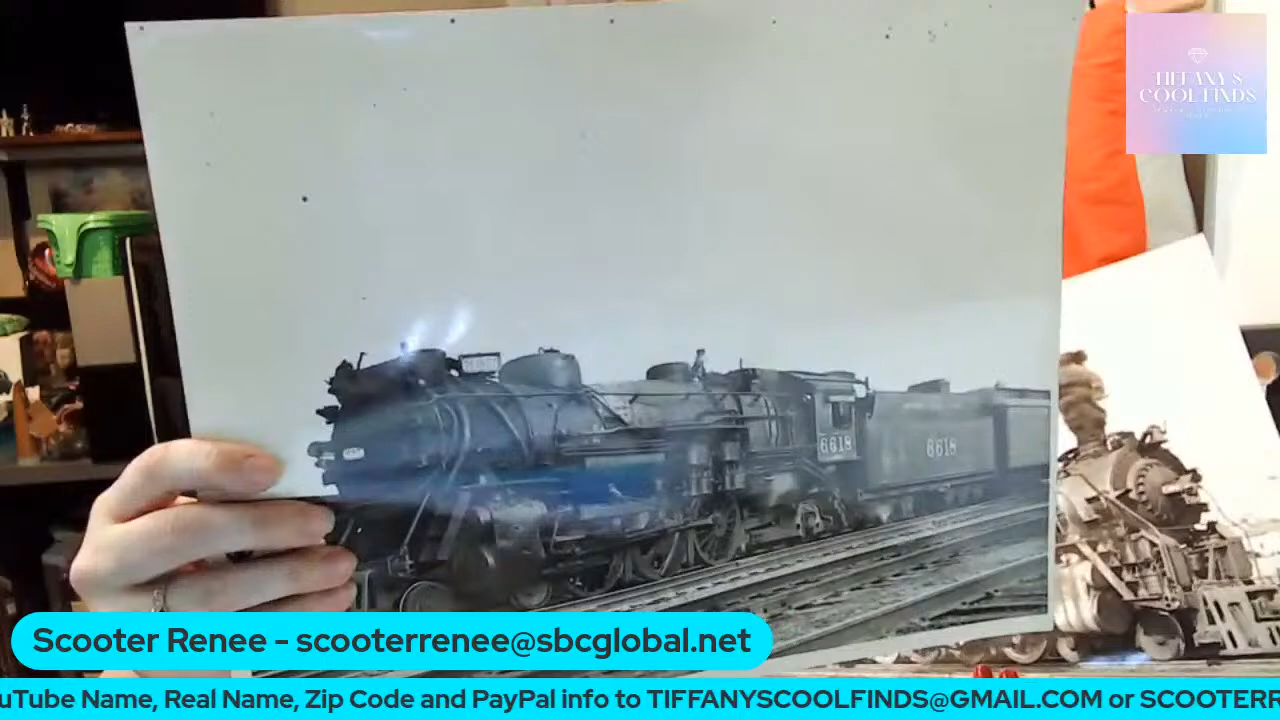 TIFFANY'S
COOL FINDS
6618
6618
Scooter Renee - scooterrenee@sbcglobal.net
uTube Name, Real Name, Zip Code and PayPal info to TIFFANYSCOOLFINDS@GMAIL.COM or SCOOTERR